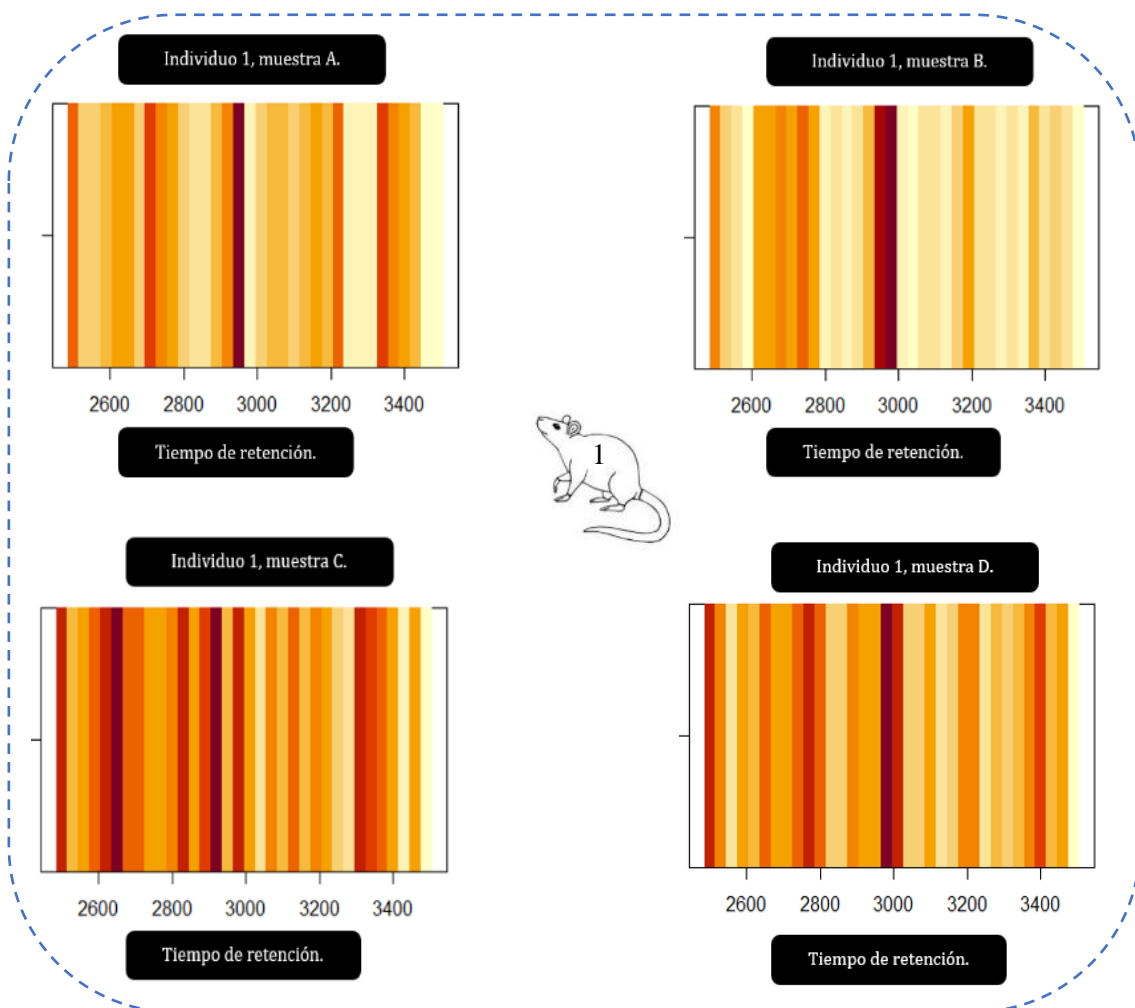 Individuo 1, muestra A.
Individuo 1, muestra B.
2600 2800 3000 3200 3400
2600 2800 3000 3200 3400
Tiempo de retención.
Tiempo de retención.
1
Individuo 1, muestra C.
Individuo 1, muestra D.
2600 2800 3000 3200 3400
2600 2800 3000 3200 3400
Tiempo de retención.
Tiempo de retención.